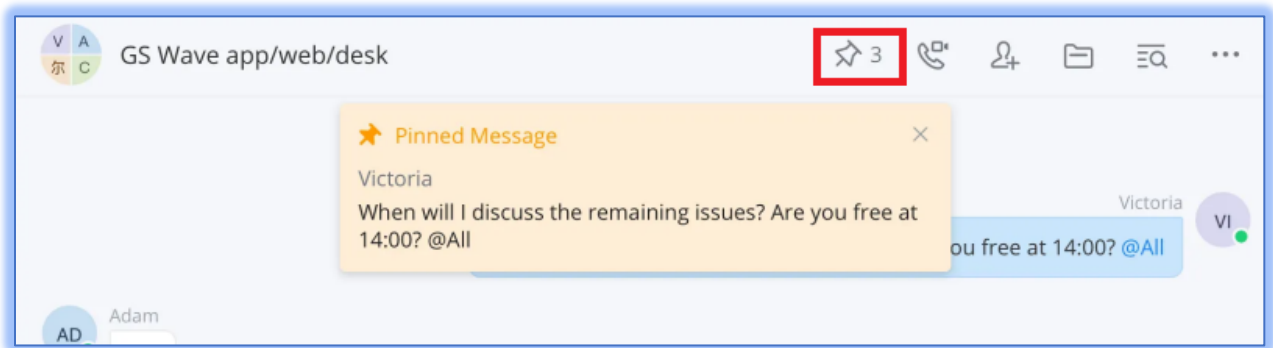 V A
尔 C
GS Wave app/web/desk
3
Pinned Message
Victoria
When will I discuss the remaining issues? Are you free at
14:00? @All
Victoria
ou free at 14:00? @All
VI
Adam
AD